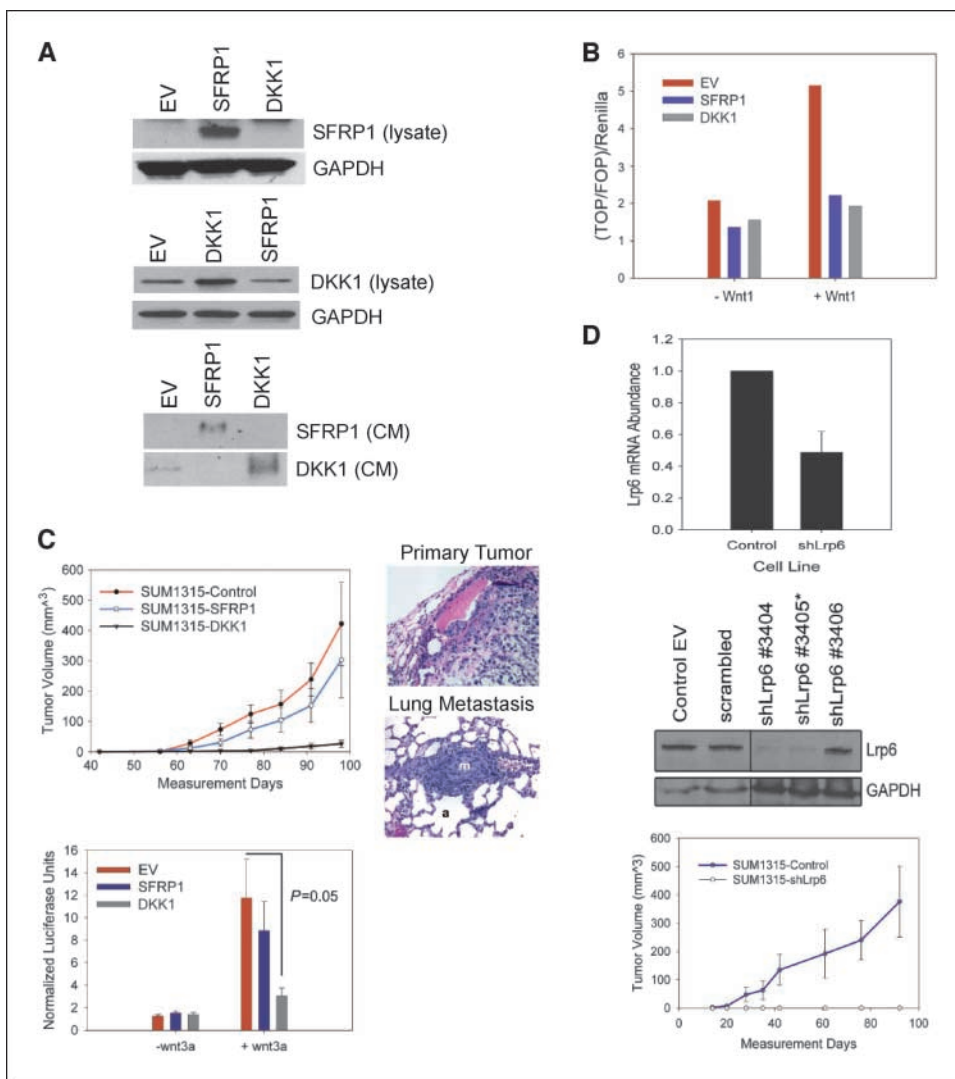 A
EV
SFRP1
DKK1
SFRP1 (lysate)
GAPDH
EV
DKK1
SFRP1
DKK1 (lysate)
GAPDH
EV
SFRP1
DKK1
SFRP1 (CM)
DKK1 (CM)
B
6
5
4
3
2
1
0
(TOP/FOP)/Renilla
EV
SFRP1
DKK1
- Wnt1
+ Wnt1
C
600
500
400
300
200
100
0
Tumor Volume (mm^3)
SUM1315-Control
SUM1315-SFRP1
SUM1315-DKK1
40 50 60 70 80 90 100
Measurement Days
Primary Tumor
Lung Metastasis
m
a
16
14
12
10
8
6
4
2
0
Normalized Luciferase Units
EV
SFRP1
DKK1
P=0.05
-wnt3a
+ wnt3a
D
1.2
1.0
0.8
0.6
0.4
0.2
0.0
Lrp6 mRNA Abundance
Control
shLrp6
Cell Line
Control EV
scrambled
shLrp6 #3404
shLrp6 #3405*
shLrp6 #3406
Lrp6
GAPDH
600
500
400
300
200
100
0
Tumor Volume (mm^3)
SUM1315-Control
SUM1315-shLrp6
0 20 40 60 80 100
Measurement Days